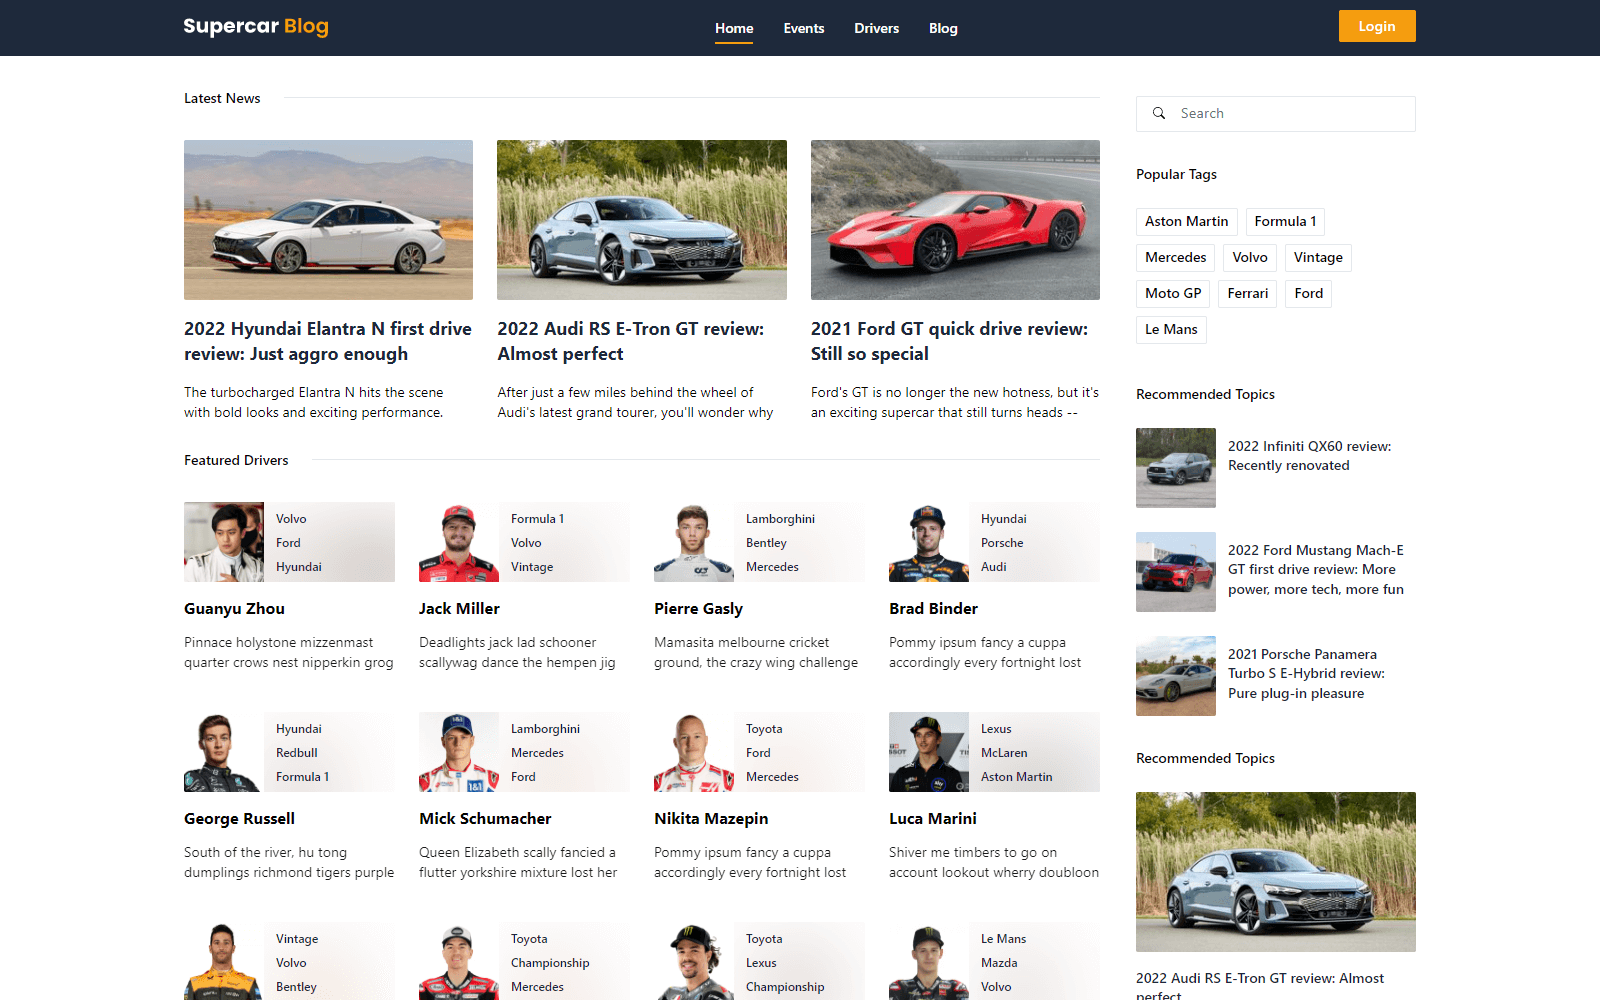 Supercar Blog
Home
Events
Drivers
Blog
Login
Latest News
2022 Hyundai Elantra N first drive
review: Just aggro enough
The turbocharged Elantra N hits the scene
with bold looks and exciting performance.
2022 Audi RS E-Tron GT review:
Almost perfect
After just a few miles behind the wheel of
Audi's latest grand tourer, you'll wonder why
2021 Ford GT quick drive review:
Still so special
Ford's GT is no longer the new hotness, but it's
an exciting supercar that still turns heads --
Featured Drivers
Volvo
Ford
Hyundai
Guanyu Zhou
Pinnace holystone mizzenmast
quarter crows nest nipperkin grog
Formula 1
Volvo
Vintage
Jack Miller
Deadlights jack lad schooner
scallywag dance the hempen jig
Lamborghini
Bentley
Mercedes
Pierre Gasly
Mamasita melbourne cricket
ground, the crazy wing challenge
Hyundai
Porsche
Audi
Brad Binder
Pommy ipsum fancy a cuppa
accordingly every fortnight lost
Hyundai
Redbull
Formula 1
George Russell
South of the river, hu tong
dumplings richmond tigers purple
Lamborghini
Mercedes
Ford
1&1
Mick Schumacher
Queen Elizabeth scally fancied a
flutter yorkshire mixture lost her
Toyota
Ford
Mercedes
Nikita Mazepin
Pommy ipsum fancy a cuppa
accordingly every fortnight lost
Lexus
McLaren
Aston Martin
Luca Marini
Shiver me timbers to go on
account lookout wherry doubloon
Vintage
Volvo
Bentley
Toyota
Championship
Mercedes
Toyota
Lexus
Championship
Le Mans
Mazda
Volvo
Search
Popular Tags
Aston Martin
Formula 1
Mercedes
Volvo
Vintage
Moto GP
Ferrari
Ford
Le Mans
Recommended Topics
2022 Infiniti QX60 review:
Recently renovated
2022 Ford Mustang Mach-E
GT first drive review: More
power, more tech, more fun
2021 Porsche Panamera
Turbo S E-Hybrid review:
Pure plug-in pleasure
Recommended Topics
2022 Audi RS E-Tron GT review: Almost
perfect